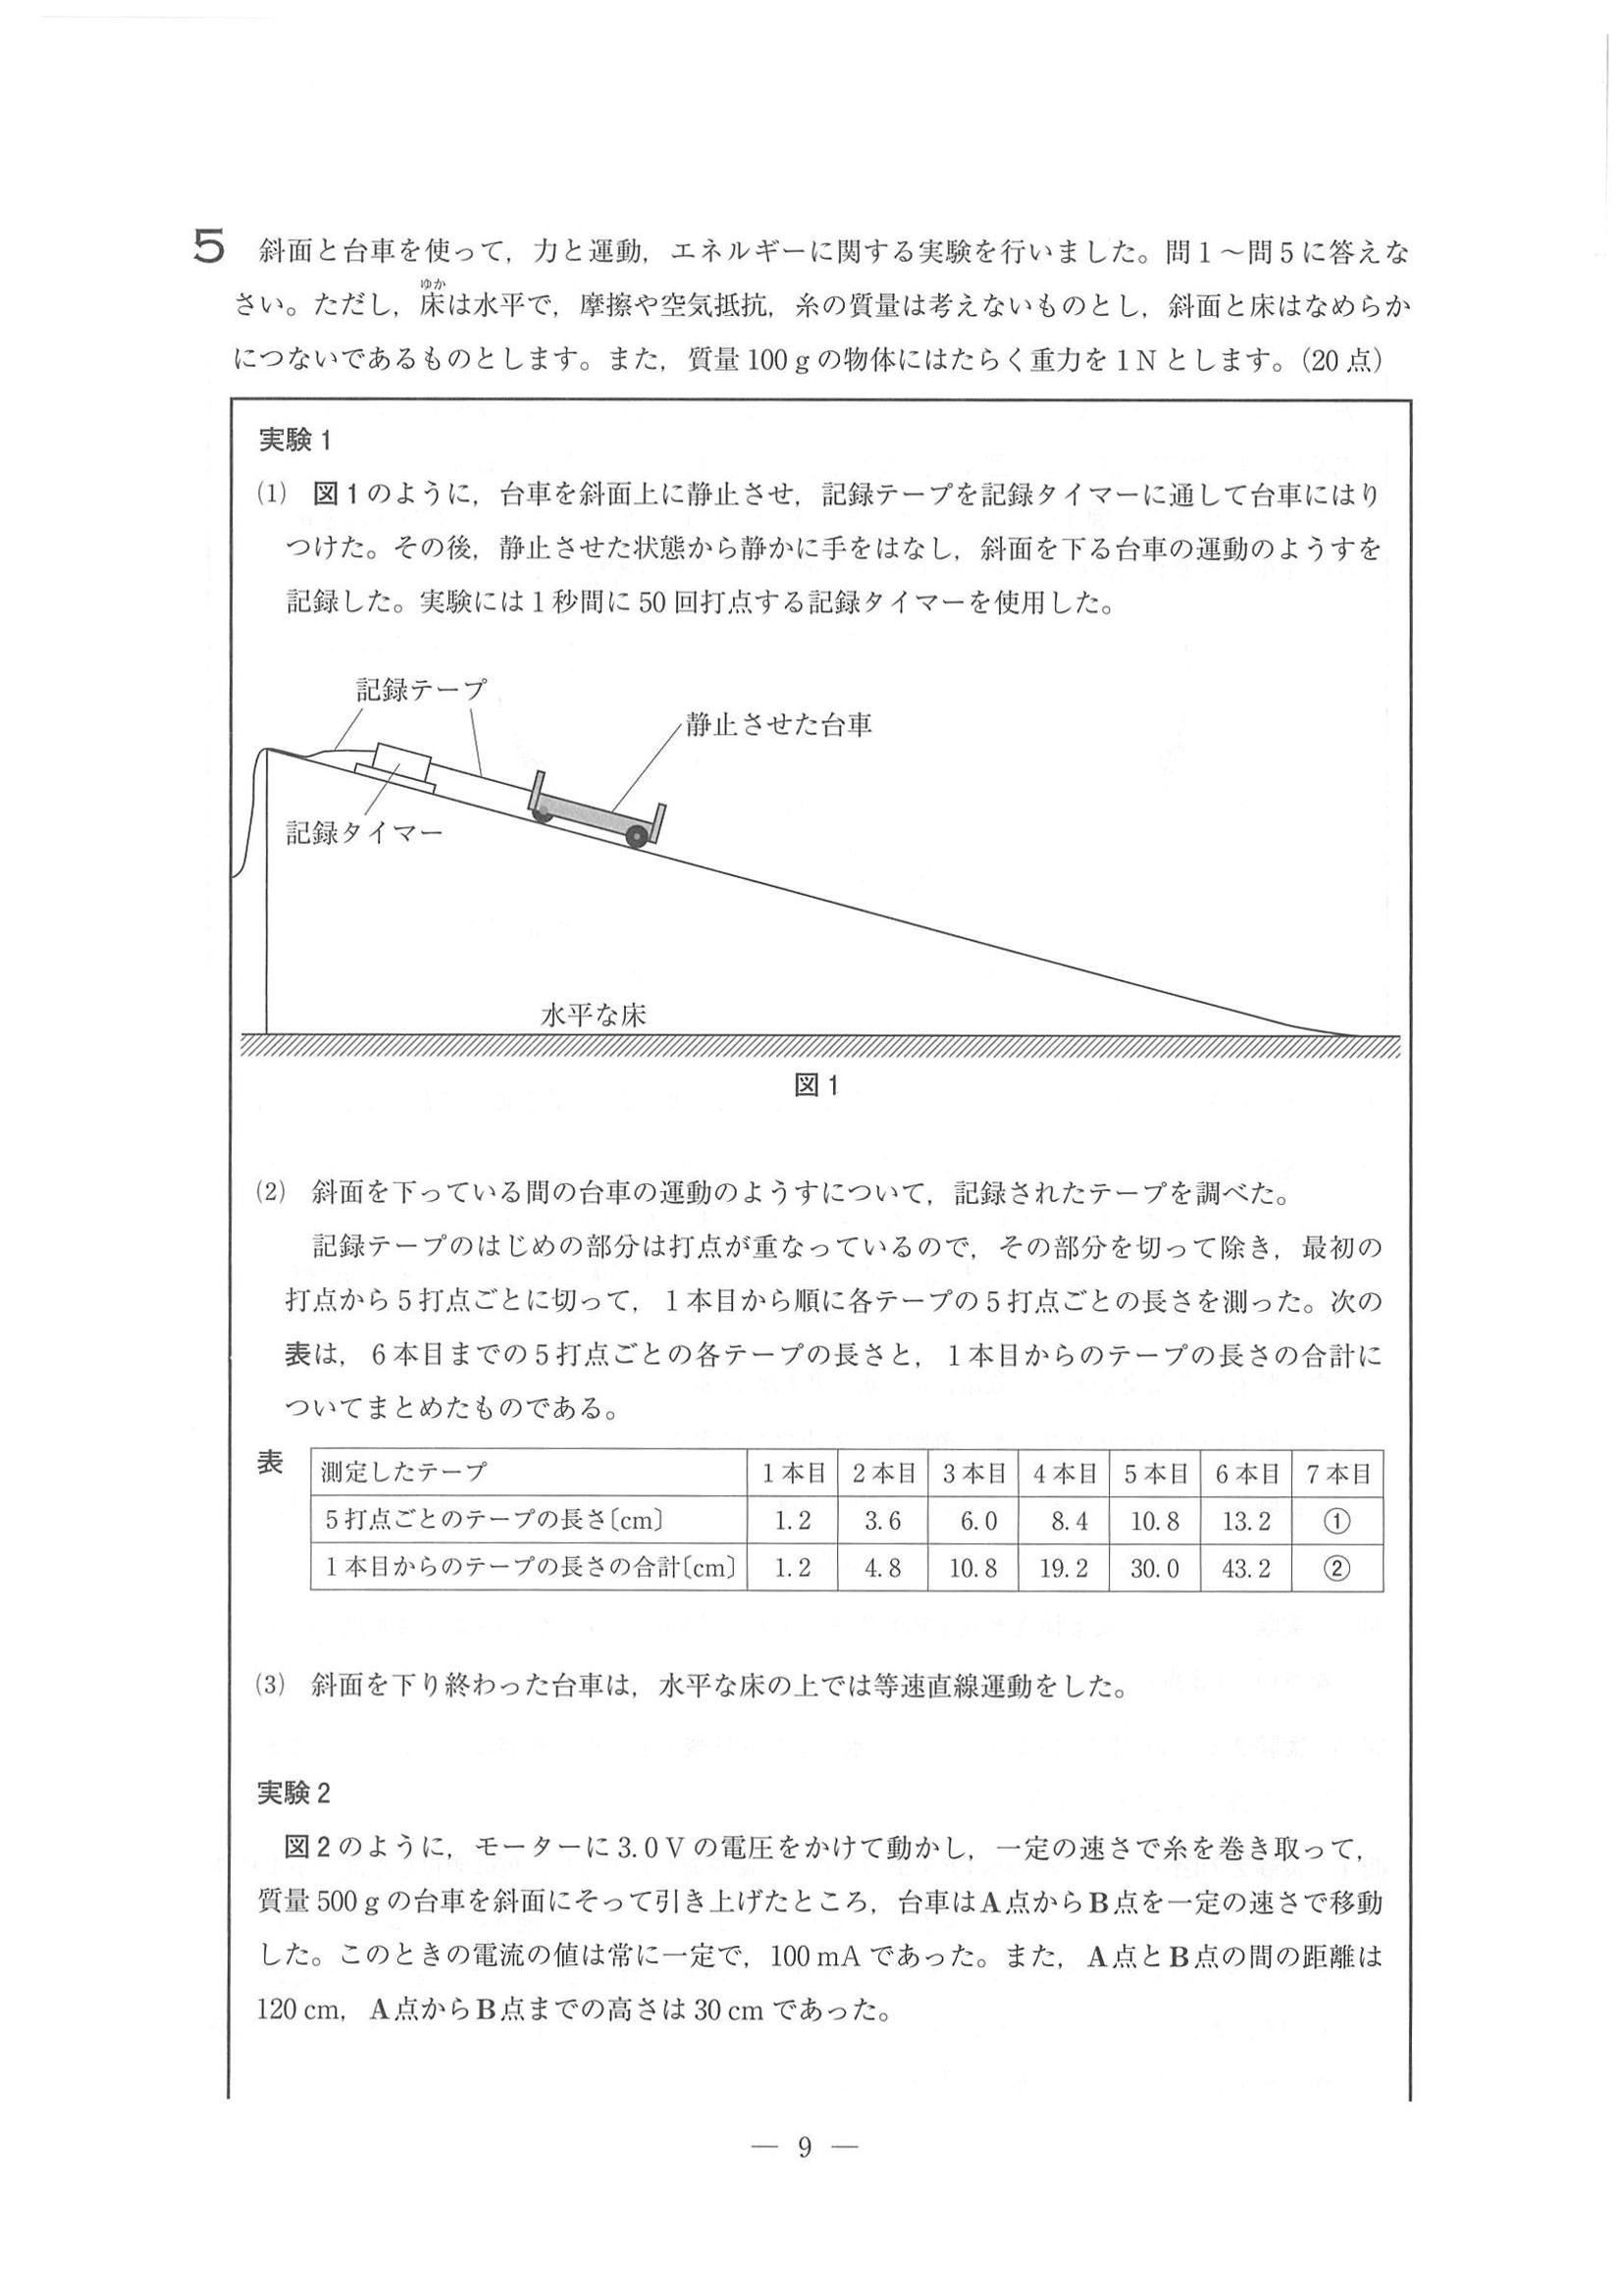 5 斜面と台車を使って，力と運動，エネルギーに関する実験を行いました。問1～問5に答えな
ゆか
さい。ただし，床は水平で，摩擦や空気抵抗，糸の質量は考えないものとし，斜面と床はなめらか
につないであるものとします。また，質量100gの物体にはたらく重力を1Nとします。（20点）
実験1
(1) 図1のように，台車を斜面上に静止させ，記録テープを記録タイマーに通して台車にはり
つけた。その後，静止させた状態から静かに手をはなし，斜面を下る台車の運動のようすを
記録した。実験には1秒間に50回打点する記録タイマーを使用した。
記録テープ
静止させた台車
記録タイマー
水平な床
図1
(2) 斜面を下っている間の台車の運動のようすについて，記録されたテープを調べた。
記録テープのはじめの部分は打点が重なっているので，その部分を切って除き，最初の
打点から5打点ごとに切って，1本目から順に各テープの5打点ごとの長さを測った。次の
表は，6本目までの5打点ごとの各テープの長さと，1本目からのテープの長さの合計に
ついてまとめたものである。
表
測定したテープ 1本目 2本目 3本目 4本目 5本目 6本目 7本目
5打点ごとのテープの長さ〔cm〕 1.2 3.6 6.0 8.4 10.8 13.2 ①
1本目からのテープの長さの合計〔cm〕 1.2 4.8 10.8 19.2 30.0 43.2 ②
(3) 斜面を下り終わった台車は，水平な床の上では等速直線運動をした。
実験2
図2のように，モーターに3.0Vの電圧をかけて動かし，一定の速さで糸を巻き取って，
質量500gの台車を斜面にそって引き上げたところ，台車はA点からB点を一定の速さで移動
した。このときの電流の値は常に一定で，100mAであった。また，A点とB点の間の距離は
120cm，A点からB点までの高さは30cmであった。
— 9 —